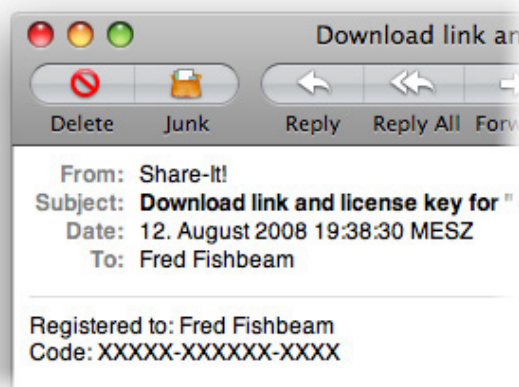 Download link an
Delete Junk Reply Reply All Forw
From: Share-It!
Subject: Download link and license key for "
Date: 12. August 2008 19:38:30 MESZ
To: Fred Fishbeam
Registered to: Fred Fishbeam
Code: XXXXX-XXXXXX-XXXX